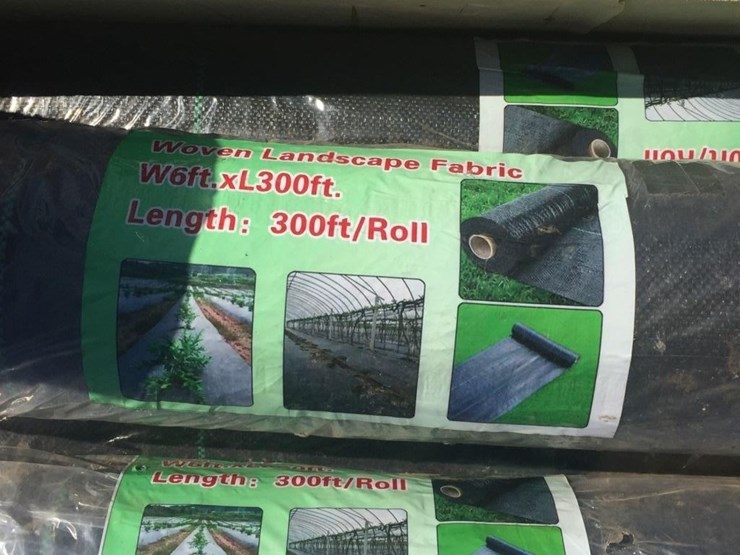 Woven Landscape Fabric
W6ft.xL300ft.
Length: 300ft/Roll
Length: 300ft/Roll